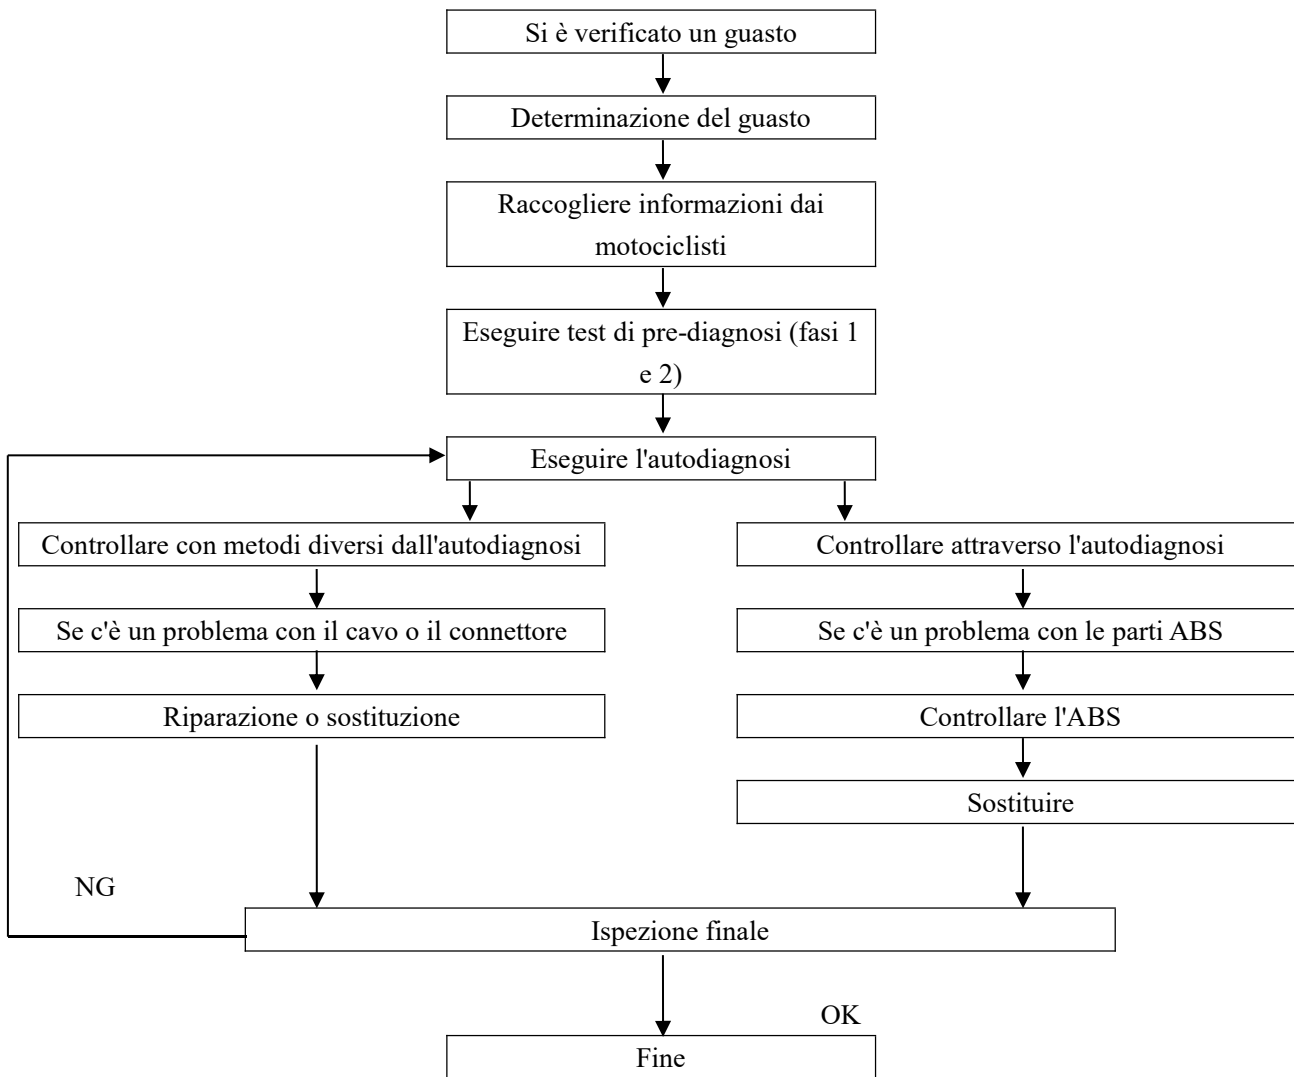 Si è verificato un guasto
Determinazione del guasto
Raccogliere informazioni dai
motociclisti
Eseguire test di pre-diagnosi (fasi 1
e 2)
Eseguire l'autodiagnosi
Controllare con metodi diversi dall'autodiagnosi
Controllare attraverso l'autodiagnosi
Se c'è un problema con il cavo o il connettore
Se c'è un problema con le parti ABS
Riparazione o sostituzione
Controllare l'ABS
Sostituire
NG
Ispezione finale
OK
Fine